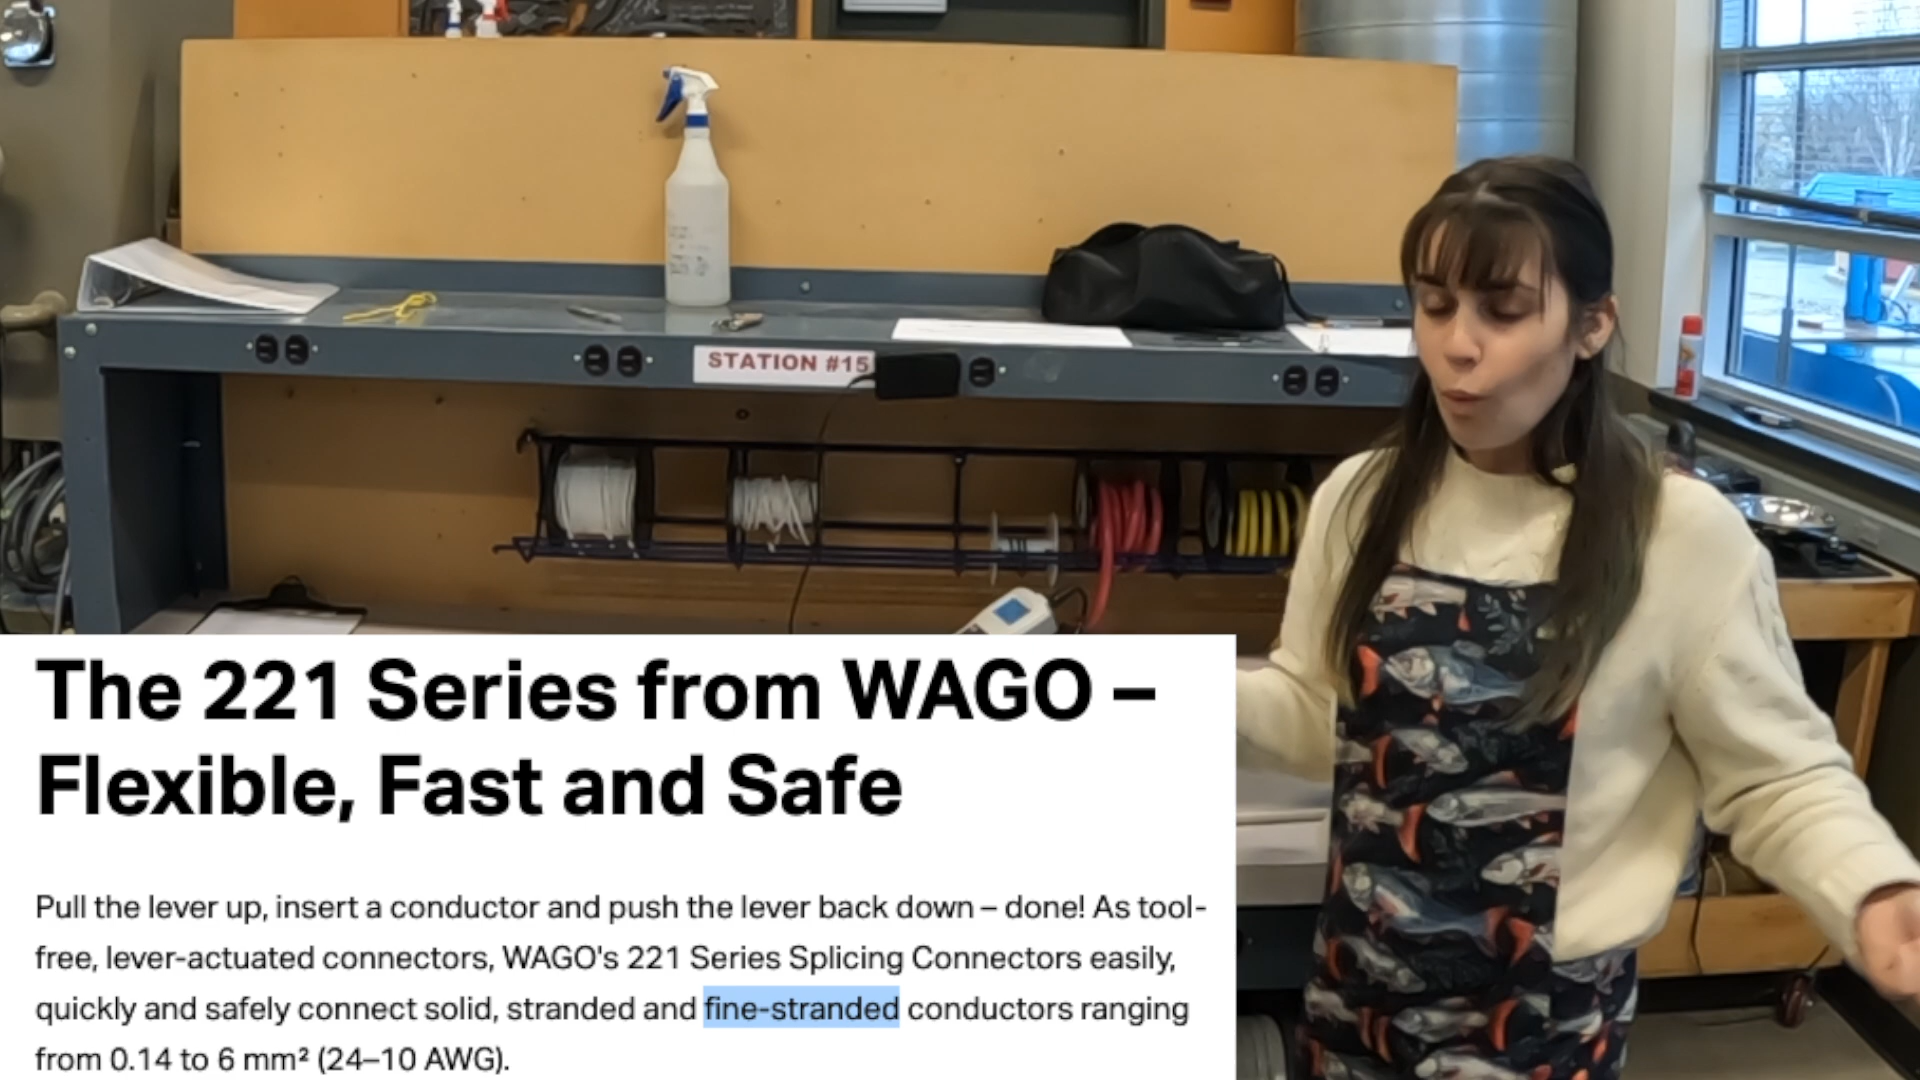 STATION #15
The 221 Series from WAGO –
Flexible, Fast and Safe
Pull the lever up, insert a conductor and push the lever back down – done! As tool-
free, lever-actuated connectors, WAGO's 221 Series Splicing Connectors easily,
quickly and safely connect solid, stranded and fine-stranded conductors ranging
from 0.14 to 6 mm² (24–10 AWG).